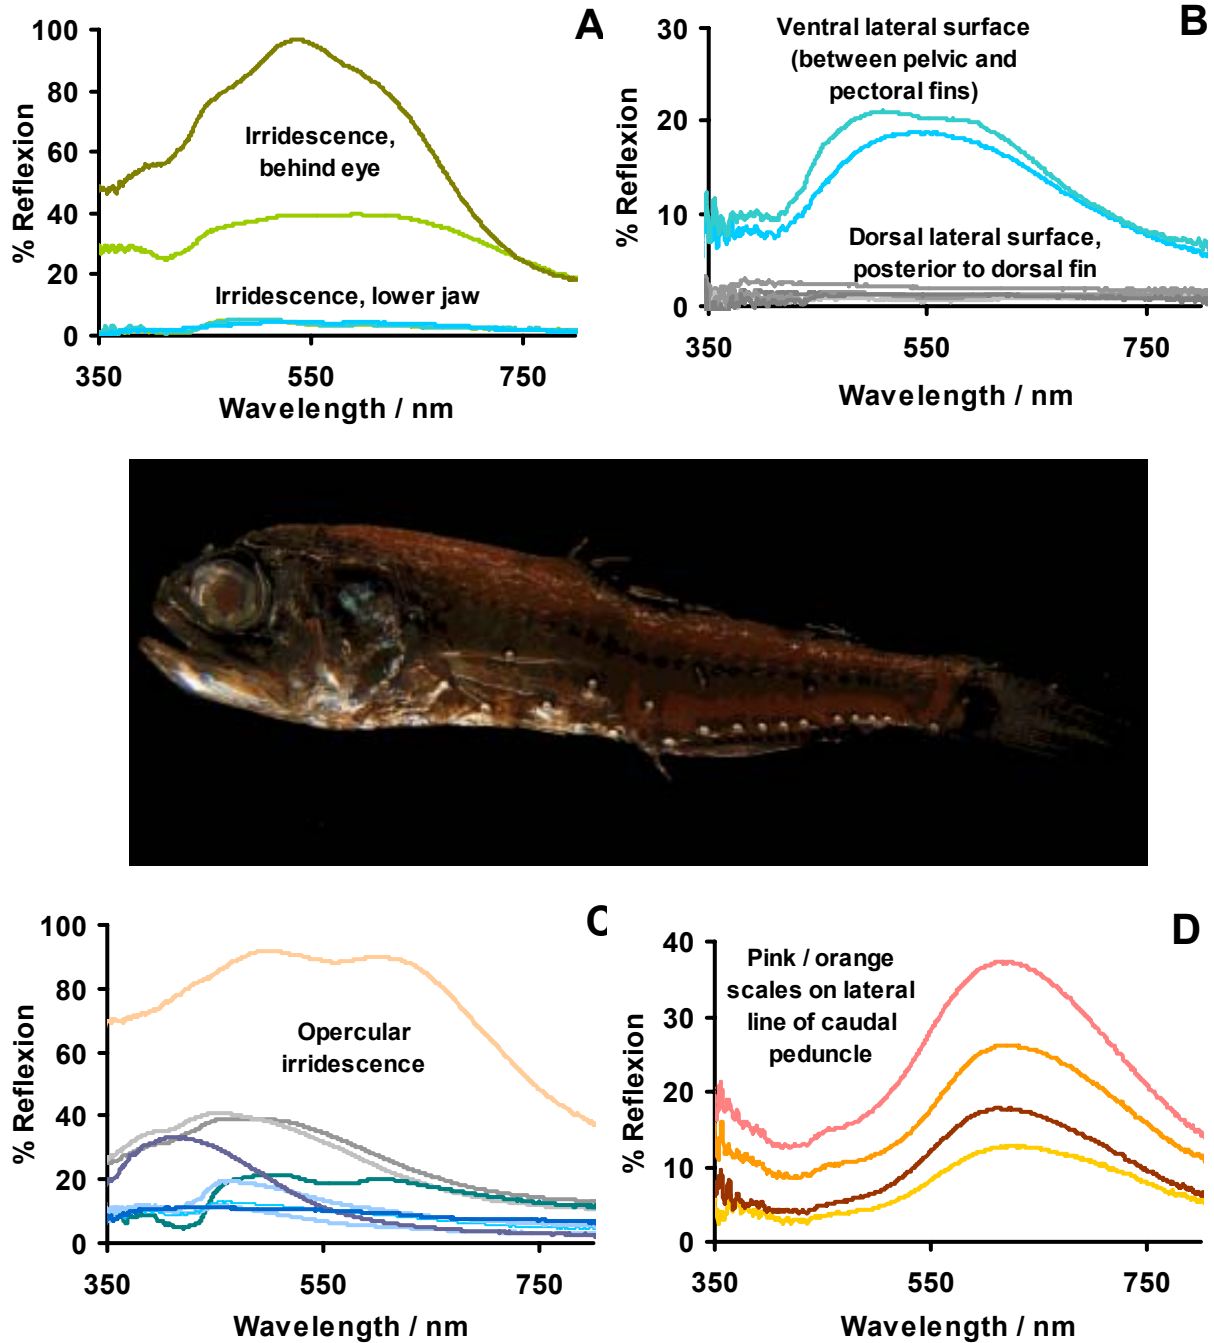 A
100
80
60
40
20
0
% Reflexion
Irridescence,
behind eye
Irridescence, lower jaw
350
550
750
Wavelength / nm
B
30
20
10
0
% Reflexion
Ventral lateral surface
(between pelvic and
pectoral fins)
Dorsal lateral surface,
posterior to dorsal fin
350
550
750
Wavelength / nm
C
100
80
60
40
20
0
% Reflexion
Opercular
irridescence
350
550
750
Wavelength / nm
D
40
30
20
10
0
% Reflexion
Pink / orange
scales on lateral
line of caudal
peduncle
350
550
750
Wavelength / nm